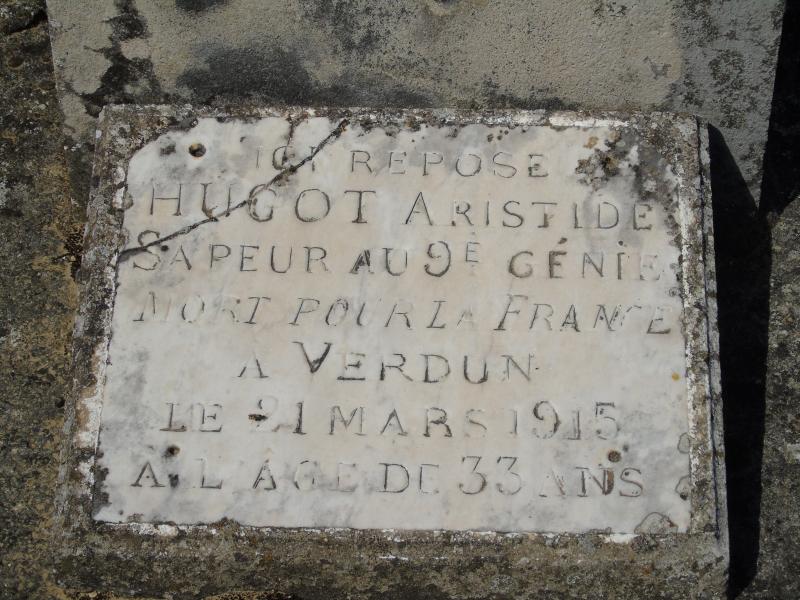 ICI REPOSE
HUGOT ARISTIDE
SAPEUR AU 9E GÉNIE
MORT POUR LA FRANCE
A VERDUN
LE 21 MARS 1915
A L'AGE DE 33 ANS